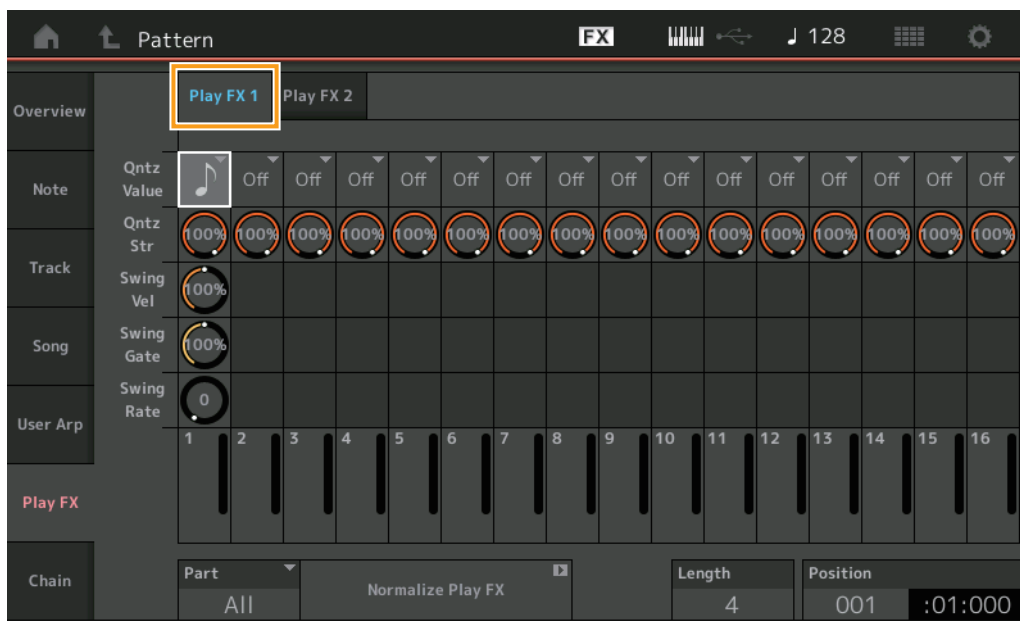 Pattern FX ♩ 128
Play FX 1 Play FX 2
Overview
Note
Track
Song
User Arp
Play FX
Chain
Qntz Value Off Off Off Off Off Off Off Off Off Off Off Off Off Off Off
Qntz Str 100% 100% 100% 100% 100% 100% 100% 100% 100% 100% 100% 100% 100% 100% 100% 100%
Swing Vel 100%
Swing Gate 100%
Swing Rate 0
1 2 3 4 5 6 7 8 9 10 11 12 13 14 15 16
Part Normalize Play FX Length Position
All 4 001 :01:000